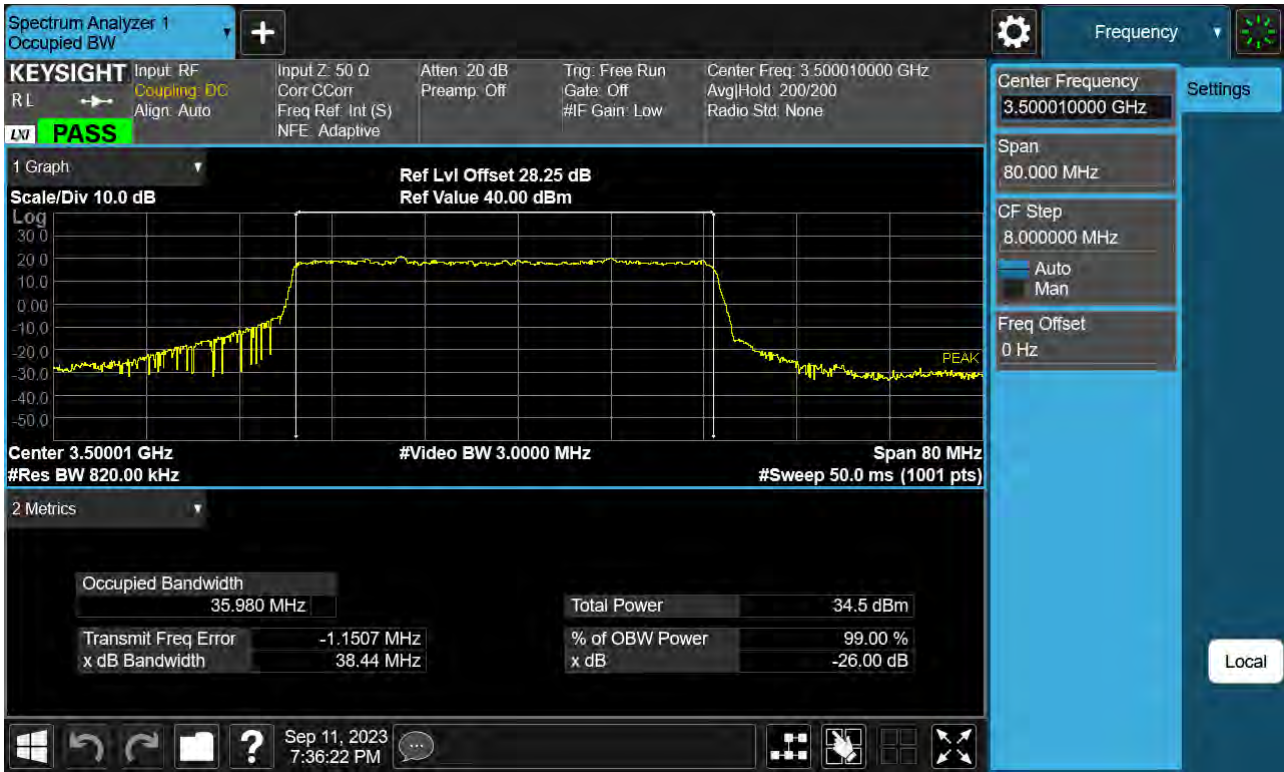 Spectrum Analyzer 1
Occupied BW
+
Frequency
KEYSIGHT
RL
LXI
PASS
Input: RF
Coupling: DC
Align: Auto
Input Z: 50 Ω
Corr CCorr
Freq Ref: Int (S)
NFE: Adaptive
Atten: 20 dB
Preamp: Off
Trig: Free Run
Gate: Off
#IF Gain: Low
Center Freq: 3.500010000 GHz
Avg|Hold: 200/200
Radio Std: None
Center Frequency
3.500010000 GHz
Settings
Span
80.000 MHz
CF Step
8.000000 MHz
Auto
Man
Freq Offset
0 Hz
1 Graph
Scale/Div 10.0 dB
Ref Lvl Offset 28.25 dB
Ref Value 40.00 dBm
Log
30.0
20.0
10.0
0.00
-10.0
-20.0
-30.0
-40.0
-50.0
PEAK
Center 3.50001 GHz
#Video BW 3.0000 MHz
Span 80 MHz
#Res BW 820.00 kHz
#Sweep 50.0 ms (1001 pts)
2 Metrics
Occupied Bandwidth
35.980 MHz
Total Power 34.5 dBm
Transmit Freq Error -1.1507 MHz
% of OBW Power 99.00 %
x dB Bandwidth 38.44 MHz
x dB -26.00 dB
Local
?
Sep 11, 2023
7:36:22 PM